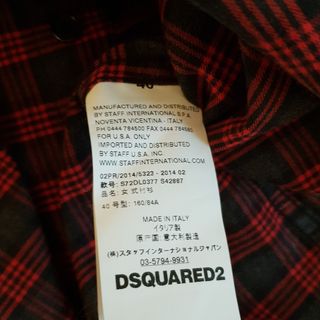 40
MANUFACTURED AND DISTRIBUTED
BY STAFF INTERNATIONAL S.P.A.
NOVENTA VICENTINA - ITALY
PH 0444 784500 FAX 0444 784560
FOR U.S.A. ONLY
IMPORTED AND DISTRIBUTED
BY STAFF USA INC.
WWW.STAFFINTERNATIONAL.COM
02PR/2014/5323 - 2014 02
款号: S72DL0377 S42867
品名: 女式衬衫
40 号型: 160/84A
MADE IN ITALY
イタリア製
原产国: 意大利製造
(株)スタッフインターナショナルジャパン
03-5794-9931
DSQUARED2